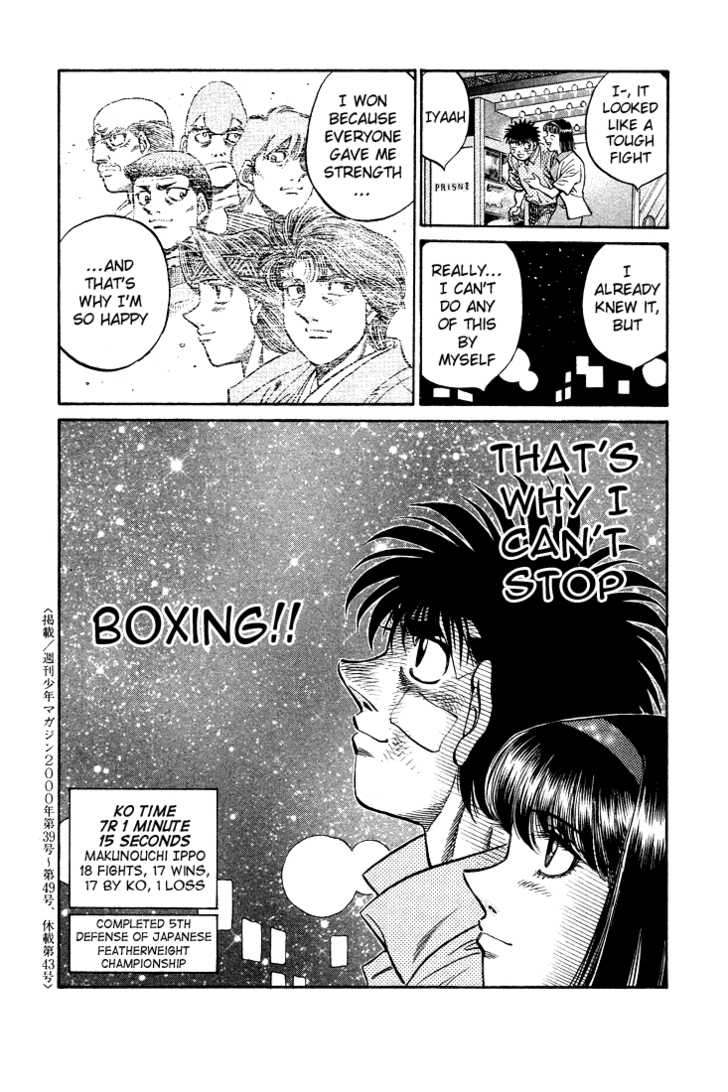 I-, IT
LOOKED
LIKE A
TOUGH
FIGHT
IYAAH
PRISNE
I
ALREADY
KNEW IT,
BUT
REALLY...
I CAN'T
DO ANY
OF THIS
BY
MYSELF
I WON
BECAUSE
EVERYONE
GAVE ME
STRENGTH
...
...AND
THAT'S
WHY I'M
SO HAPPY
THAT'S
WHY I
CAN'T
STOP
BOXING!!
KO TIME
7R 1 MINUTE
15 SECONDS
MAKUNOUCHI IPPO
18 FIGHTS, 17 WINS,
17 BY KO, 1 LOSS
COMPLETED 5TH
DEFENSE OF JAPANESE
FEATHERWEIGHT
CHAMPIONSHIP
〈掲載/週刊少年マガジン2000年第39号~第49号、休載第43号〉